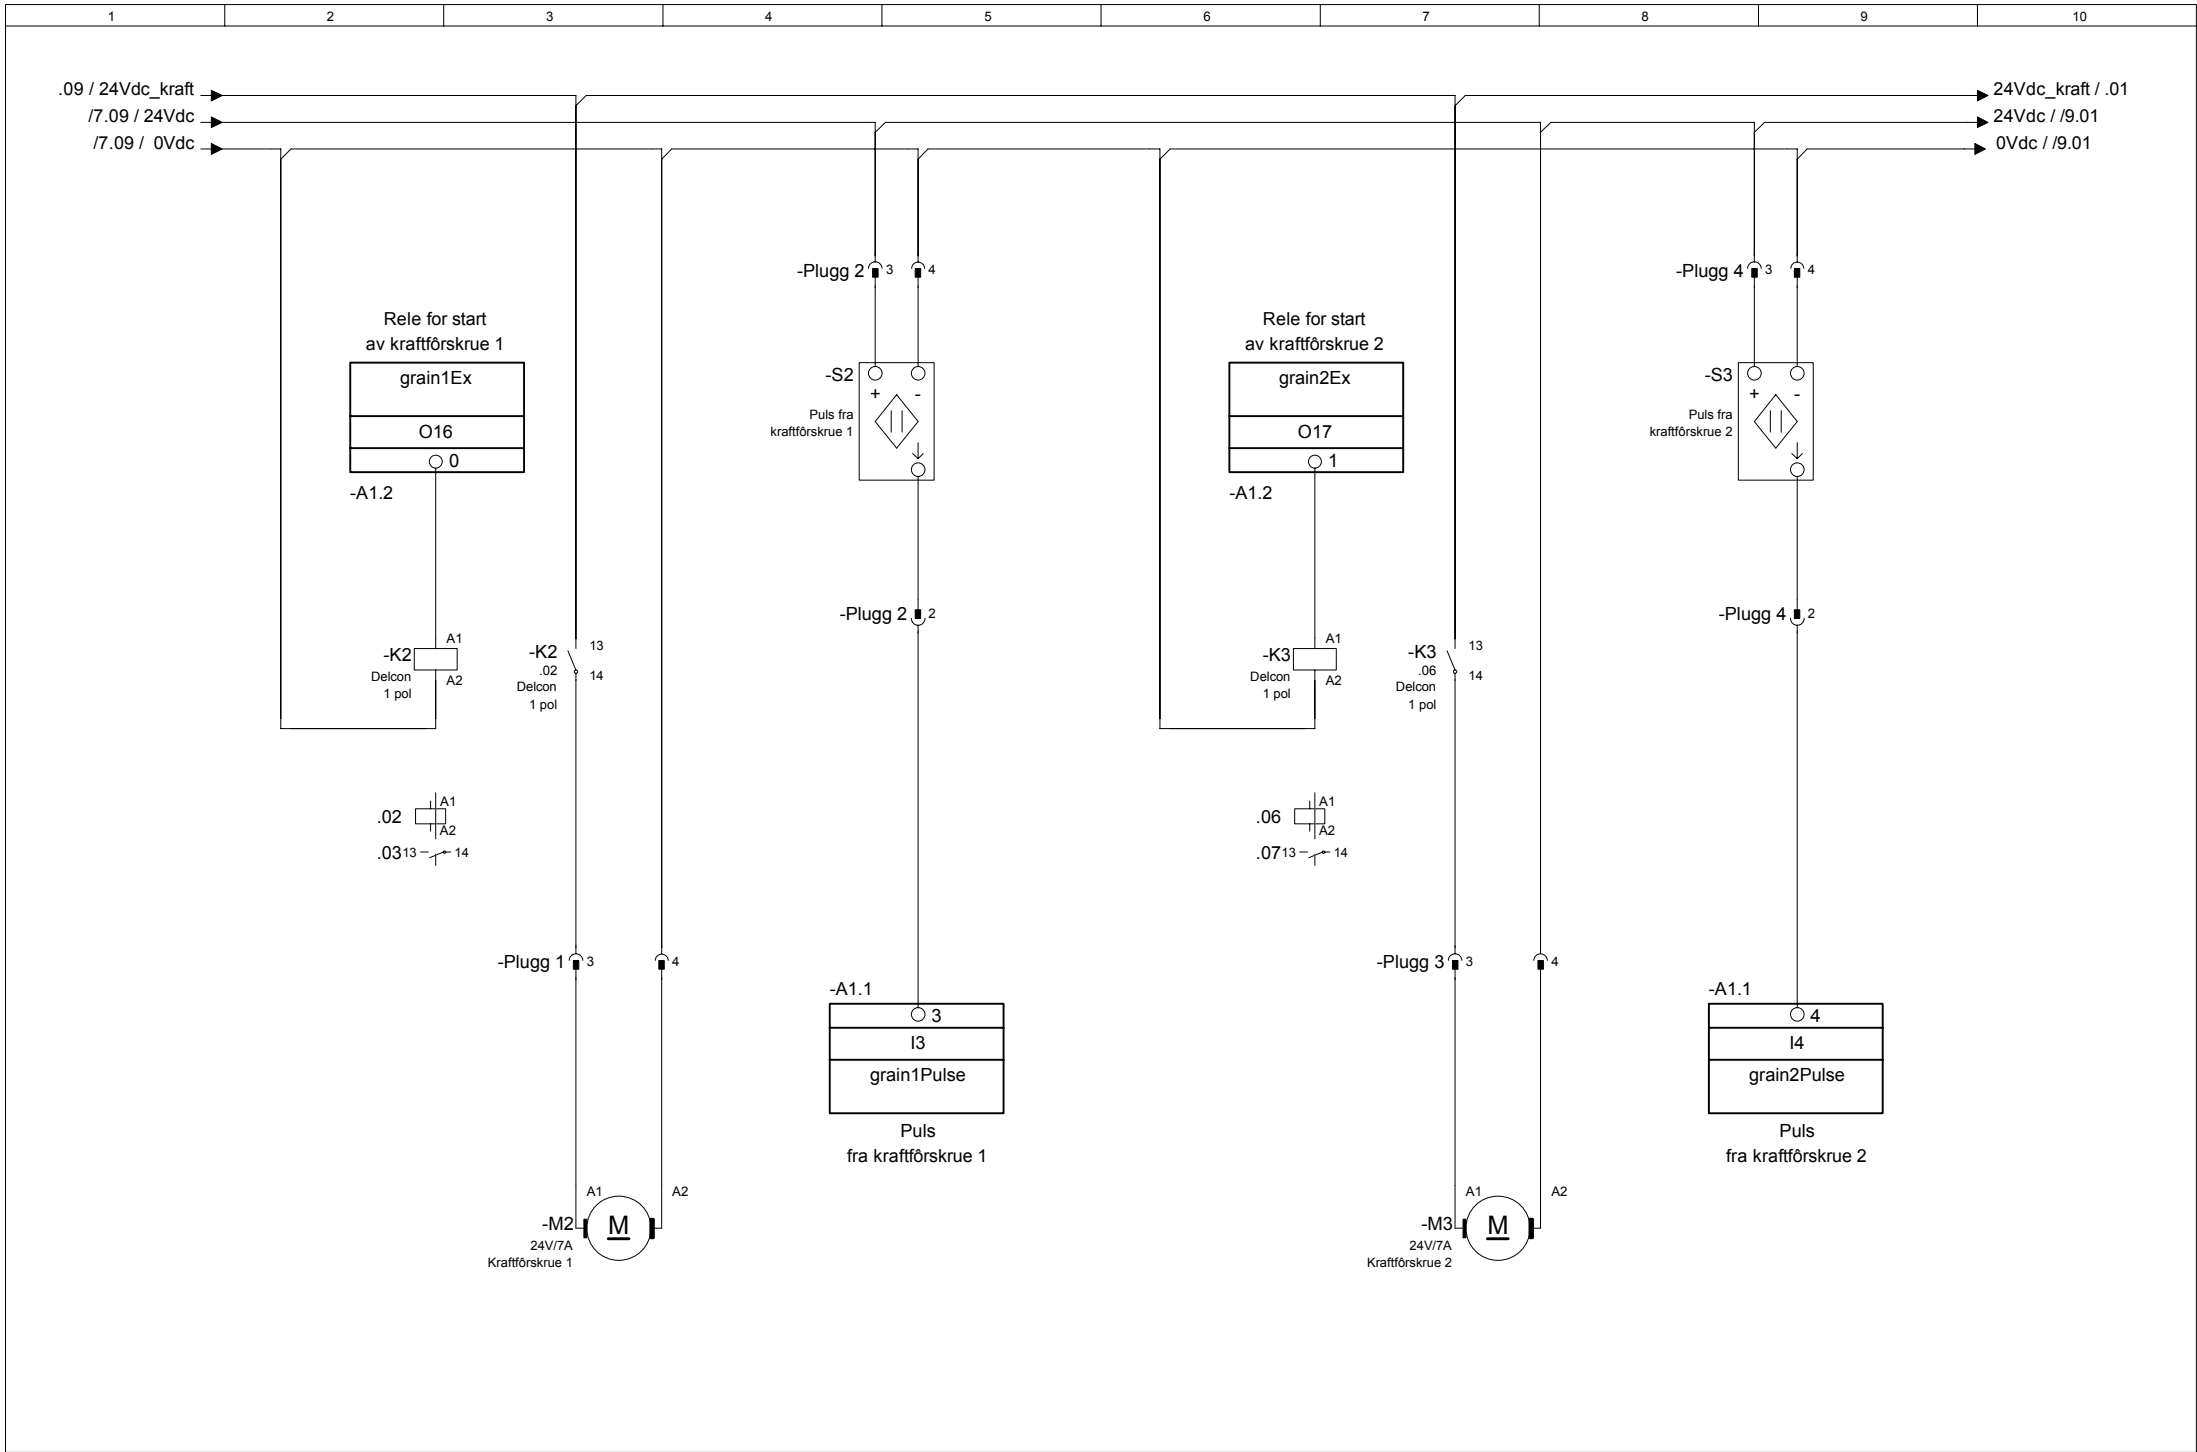 1 2 3 4 5 6 7 8 9 10
.09 / 24Vdc_kraft
24Vdc_kraft / .01
/7.09 / 24Vdc
24Vdc / /9.01
/7.09 / 0Vdc
0Vdc / /9.01
-Plugg 2 3 4
-Plugg 4 3 4
Rele for start
av kraftfôrskrue 1
grain1Ex
O16
0
-A1.2
-S2
+ -
Puls fra
kraftfôrskrue 1
Rele for start
av kraftfôrskrue 2
grain2Ex
O17
1
-A1.2
-S3
+ -
Puls fra
kraftfôrskrue 2
-Plugg 2 2
-Plugg 4 2
A1
-K2
Delcon
1 pol
A2
13
-K2
.02
14
Delcon
1 pol
A1
-K3
Delcon
1 pol
A2
13
-K3
.06
14
Delcon
1 pol
A1
.02
A2
.03 13 14
A1
.06
A2
.07 13 14
-Plugg 1 3 4
-Plugg 3 3 4
-A1.1
3
I3
grain1Pulse
Puls
fra kraftfôrskrue 1
-A1.1
4
I4
grain2Pulse
Puls
fra kraftfôrskrue 2
A1 A2
-M2 M
24V/7A
Kraftfôrskrue 1
A1 A2
-M3 M
24V/7A
Kraftfôrskrue 2